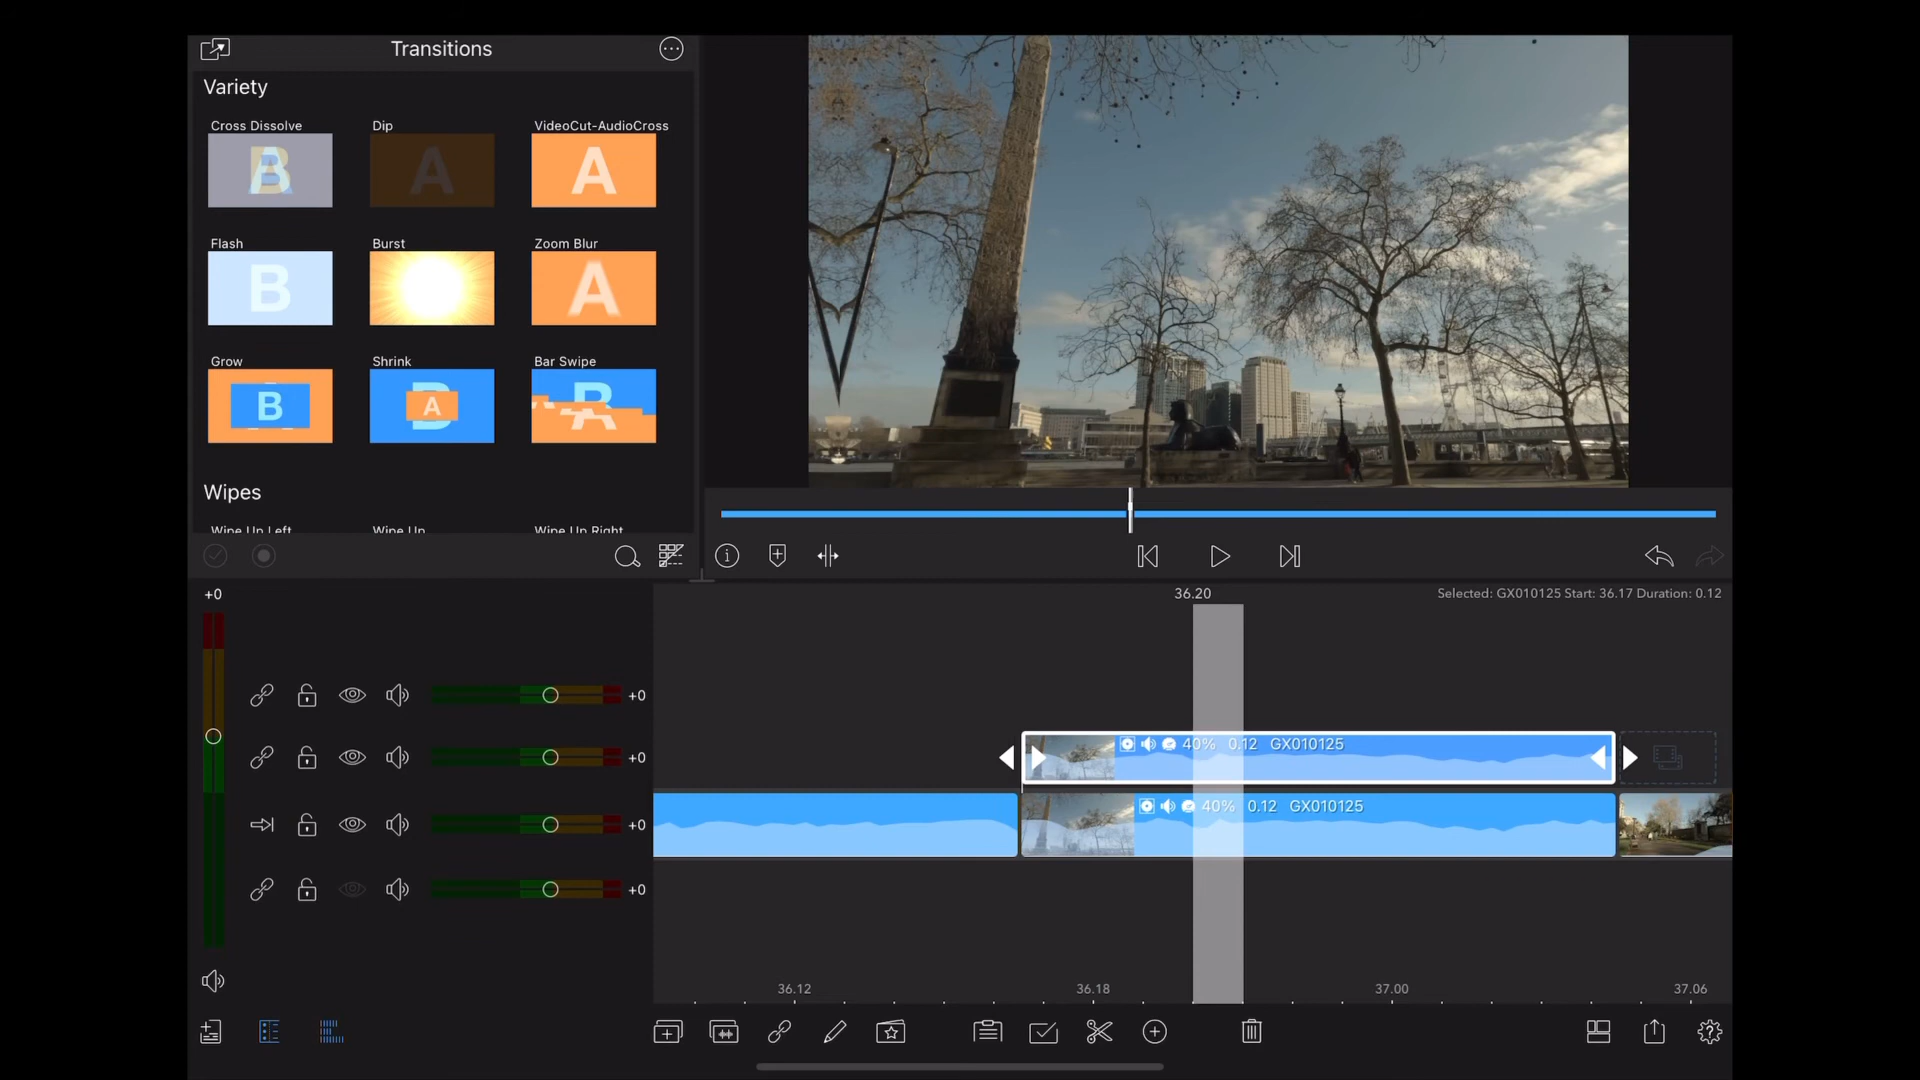 Transitions
Variety
Cross Dissolve
Dip
VideoCut-AudioCross
B
A
A
Flash
Burst
Zoom Blur
B
A
Grow
Shrink
Bar Swipe
B
A
Wipes
Wipe Up Left
Wipe Up
Wipe Up Right
+0
36.20
Selected: GX010125 Start: 36.17 Duration: 0.12
+0
40% 0.12 GX010125
+0
40% 0.12 GX010125
+0
+0
36.12
36.18
37.00
37.06